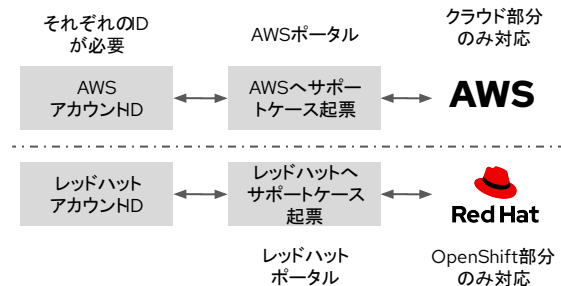 それぞれのID
が必要
AWSポータル
クラウド部分
のみ対応
AWS
アカウントID
AWSへサポー
トケース起票
AWS
レッドハット
アカウントID
レッドハットへ
サポートケース
起票
Red Hat
レッドハット
ポータル
OpenShift部分
のみ対応